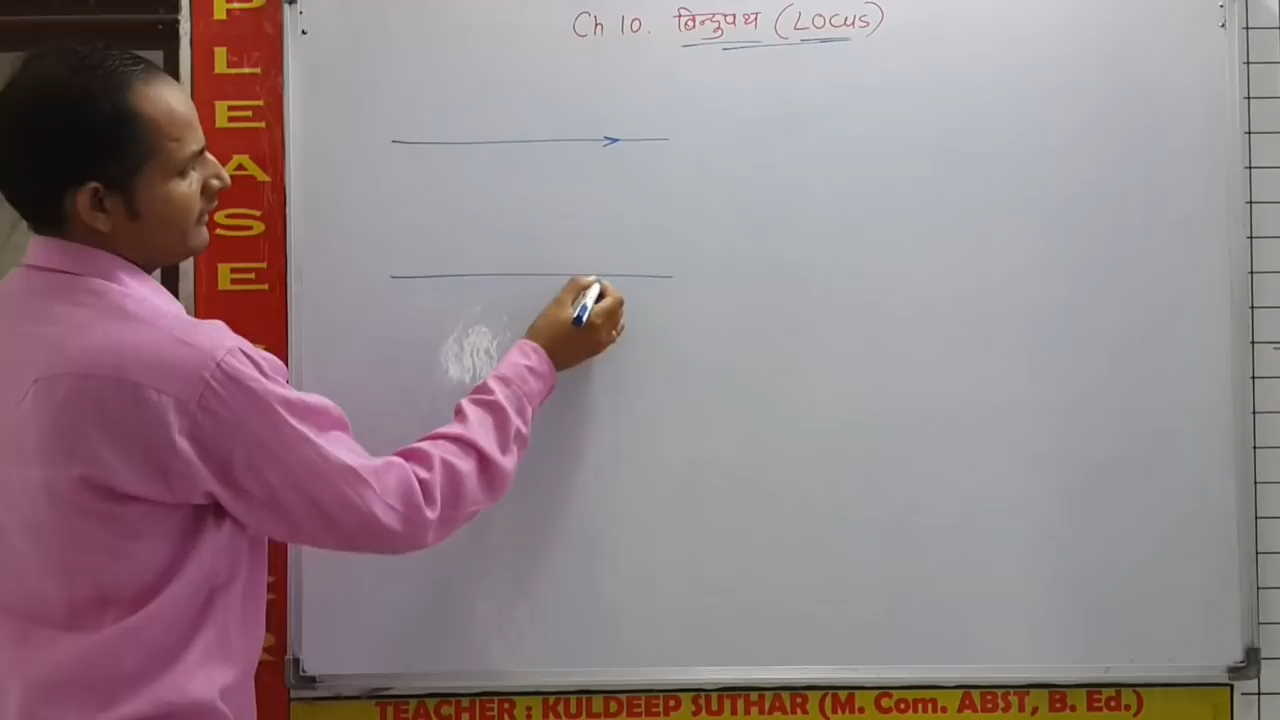 Ch 10. बिन्दुपथ (Locus)
PLEASE
TEACHER : KULDEEP SUTHAR (M. Com. ABST, B. Ed.)